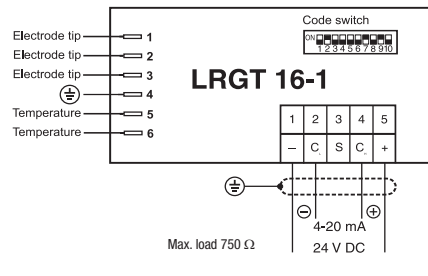 Code switch
ON
1 2 3 4 5 6 7 8 9 10
Electrode tip 1
Electrode tip 2
Electrode tip 3
4
Temperature 5
Temperature 6
LRGT 16-1
1 2 3 4 5
– C S C +
⊖ ⊕
4-20 mA
Max. load 750 Ω
24 V DC